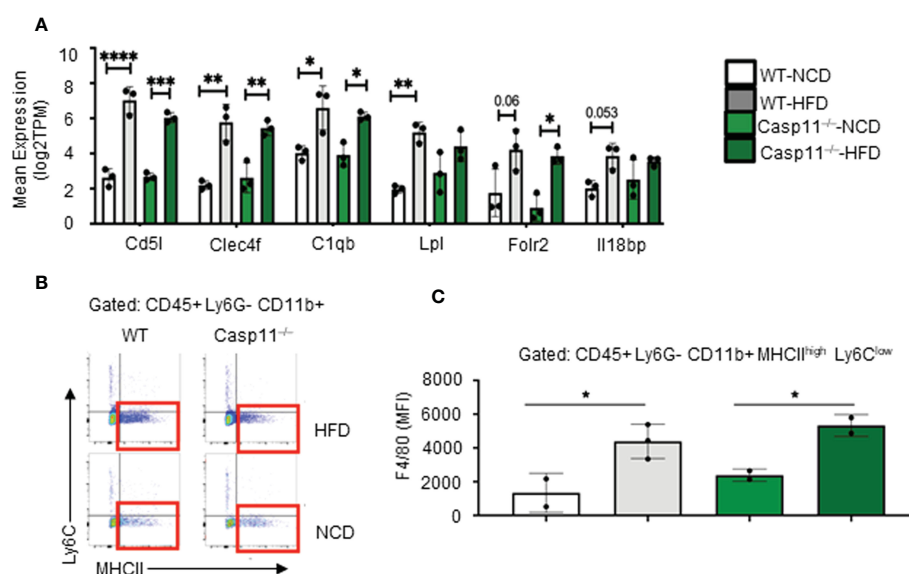 A
Mean Expression
(log2TPM)
10
8
6
4
2
0
**** *** ** ** * * ** 0.06 * 0.053
Cd5l Clec4f C1qb Lpl Folr2 Il18bp
WT-NCD
WT-HFD
Casp11⁻/⁻-NCD
Casp11⁻/⁻-HFD
B
Gated: CD45+ Ly6G- CD11b+
WT Casp11⁻/⁻
HFD
NCD
Ly6C
MHCII
C
Gated: CD45+ Ly6G- CD11b+ MHCIIhigh Ly6Clow
F4/80 (MFI)
8000
6000
4000
2000
0
* *